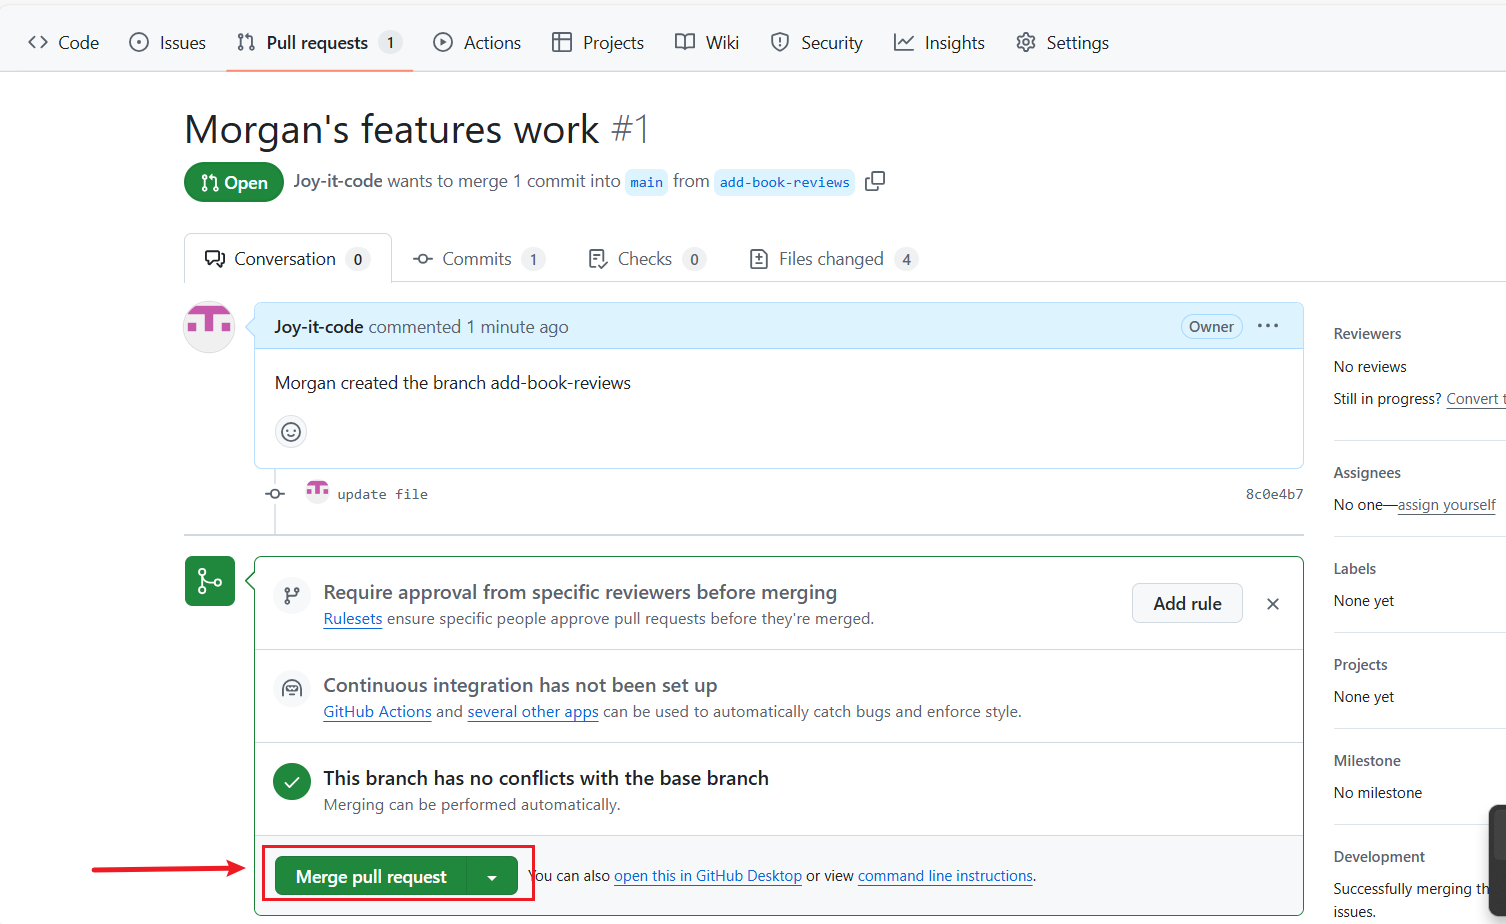 Code Issues Pull requests 1 Actions Projects Wiki Security Insights Settings
Morgan's features work #1
Open Joy-it-code wants to merge 1 commit into main from add-book-reviews
Conversation 0 Commits 1 Checks 0 Files changed 4
Joy-it-code commented 1 minute ago Owner
Morgan created the branch add-book-reviews
update file 8c0e4b7
Require approval from specific reviewers before merging
Rulesets ensure specific people approve pull requests before they're merged.
Add rule
Continuous integration has not been set up
GitHub Actions and several other apps can be used to automatically catch bugs and enforce style.
This branch has no conflicts with the base branch
Merging can be performed automatically.
Merge pull request You can also open this in GitHub Desktop or view command line instructions.
Reviewers
No reviews
Still in progress? Convert
Assignees
No one—assign yourself
Labels
None yet
Projects
None yet
Milestone
No milestone
Development
Successfully merging
issues.